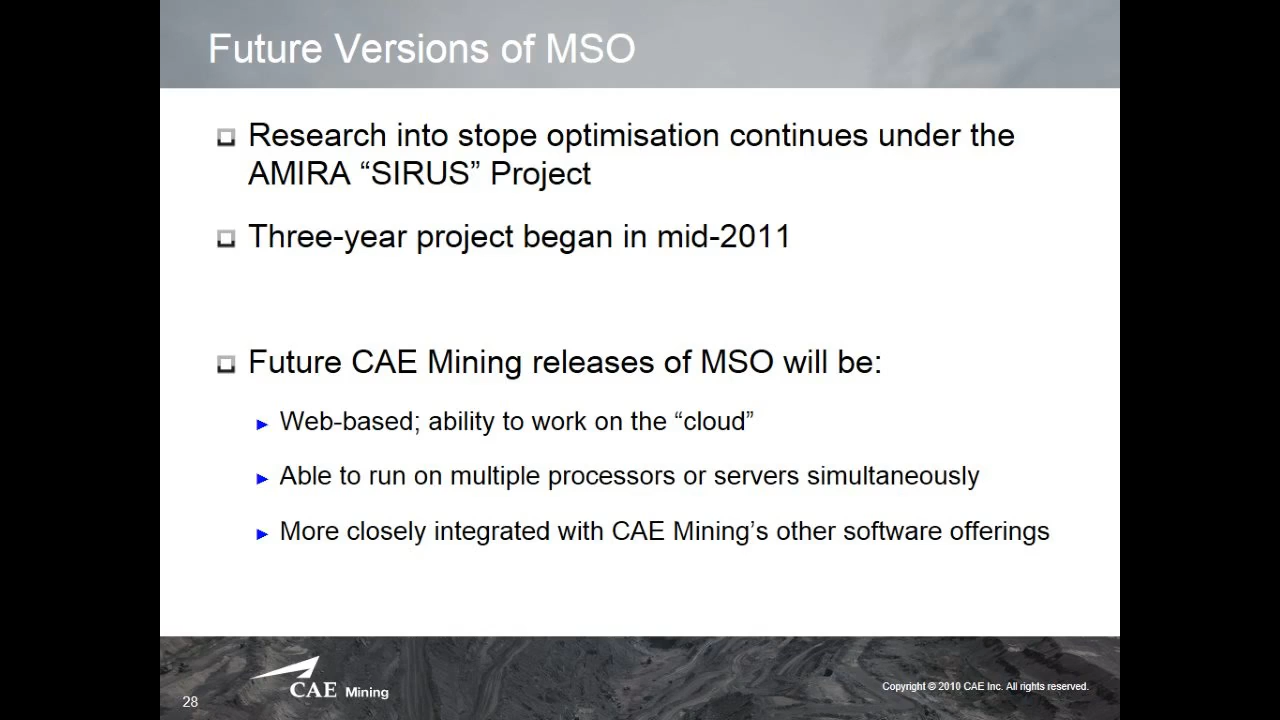 Future Versions of MSO
Research into stope optimisation continues under the
AMIRA “SIRUS” Project
Three-year project began in mid-2011
Future CAE Mining releases of MSO will be:
Web-based; ability to work on the “cloud”
Able to run on multiple processors or servers simultaneously
More closely integrated with CAE Mining’s other software offerings
CAE Mining
28
Copyright © 2010 CAE Inc. All rights reserved.